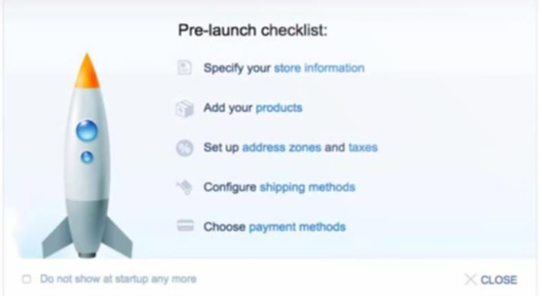 Pre-launch checklist:
Specify your store information
Add your products
Set up address zones and taxes
Configure shipping methods
Choose payment methods
Do not show at startup any more
CLOSE